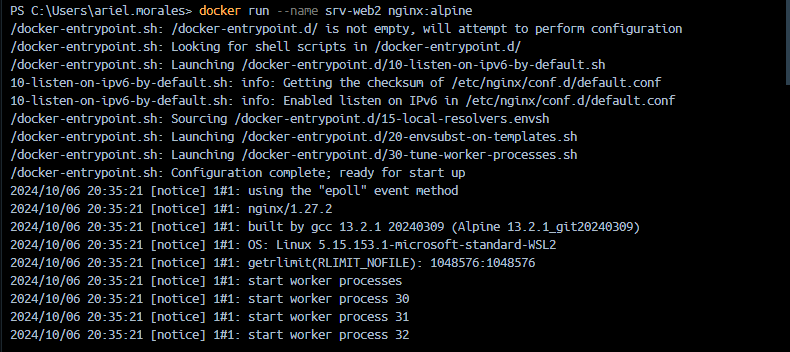 PS C:\Users\ariel.morales> docker run --name srv-web2 nginx:alpine
/docker-entrypoint.sh: /docker-entrypoint.d/ is not empty, will attempt to perform configuration
/docker-entrypoint.sh: Looking for shell scripts in /docker-entrypoint.d/
/docker-entrypoint.sh: Launching /docker-entrypoint.d/10-listen-on-ipv6-by-default.sh
10-listen-on-ipv6-by-default.sh: info: Getting the checksum of /etc/nginx/conf.d/default.conf
10-listen-on-ipv6-by-default.sh: info: Enabled listen on IPv6 in /etc/nginx/conf.d/default.conf
/docker-entrypoint.sh: Sourcing /docker-entrypoint.d/15-local-resolvers.envsh
/docker-entrypoint.sh: Launching /docker-entrypoint.d/20-envsubst-on-templates.sh
/docker-entrypoint.sh: Launching /docker-entrypoint.d/30-tune-worker-processes.sh
/docker-entrypoint.sh: Configuration complete; ready for start up
2024/10/06 20:35:21 [notice] 1#1: using the "epoll" event method
2024/10/06 20:35:21 [notice] 1#1: nginx/1.27.2
2024/10/06 20:35:21 [notice] 1#1: built by gcc 13.2.1 20240309 (Alpine 13.2.1_git20240309)
2024/10/06 20:35:21 [notice] 1#1: OS: Linux 5.15.153.1-microsoft-standard-WSL2
2024/10/06 20:35:21 [notice] 1#1: getrlimit(RLIMIT_NOFILE): 1048576:1048576
2024/10/06 20:35:21 [notice] 1#1: start worker processes
2024/10/06 20:35:21 [notice] 1#1: start worker process 30
2024/10/06 20:35:21 [notice] 1#1: start worker process 31
2024/10/06 20:35:21 [notice] 1#1: start worker process 32